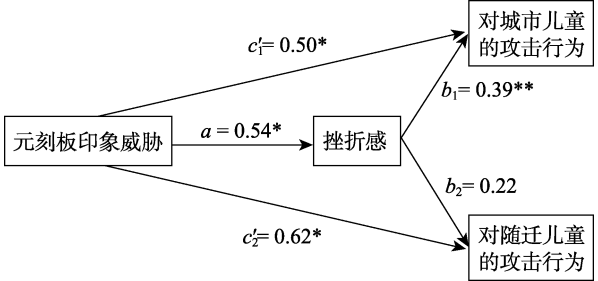 对城市儿童
的攻击行为
c′₁= 0.50*
b₁= 0.39**
元刻板印象威胁
a = 0.54*
挫折感
b₂= 0.22
c′₂= 0.62*
对随迁儿童
的攻击行为